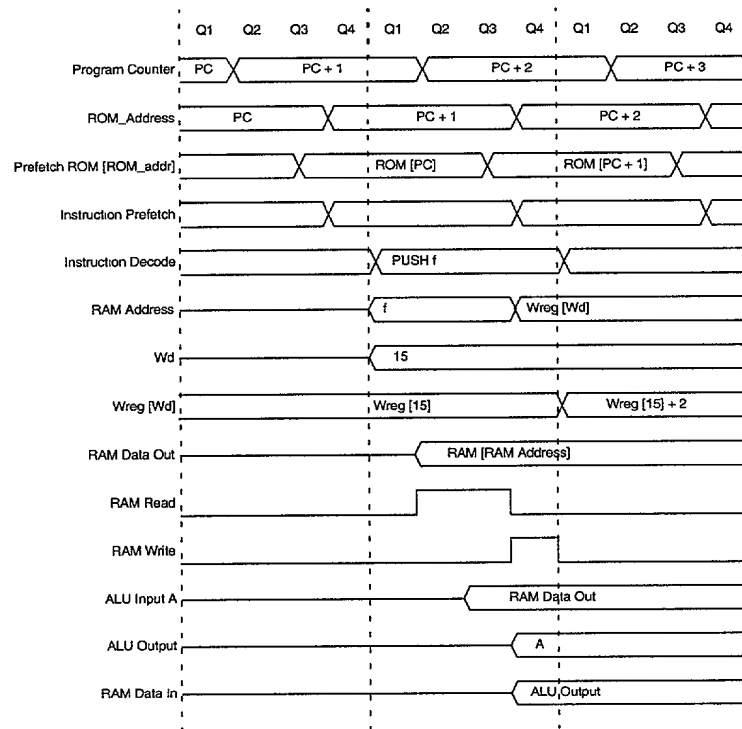 Q1 Q2 Q3 Q4 Q1 Q2 Q3 Q4 Q1 Q2 Q3 Q4
Program Counter PC PC + 1 PC + 2 PC + 3
ROM_Address PC PC + 1 PC + 2
Prefetch ROM [ROM_addr] ROM [PC] ROM [PC + 1]
Instruction Prefetch
Instruction Decode PUSH f
RAM Address f Wreg [Wd]
Wd 15
Wreg [Wd] Wreg [15] Wreg [15] + 2
RAM Data Out RAM [RAM Address]
RAM Read
RAM Write
ALU Input A RAM Data Out
ALU Output A
RAM Data In ALU Output